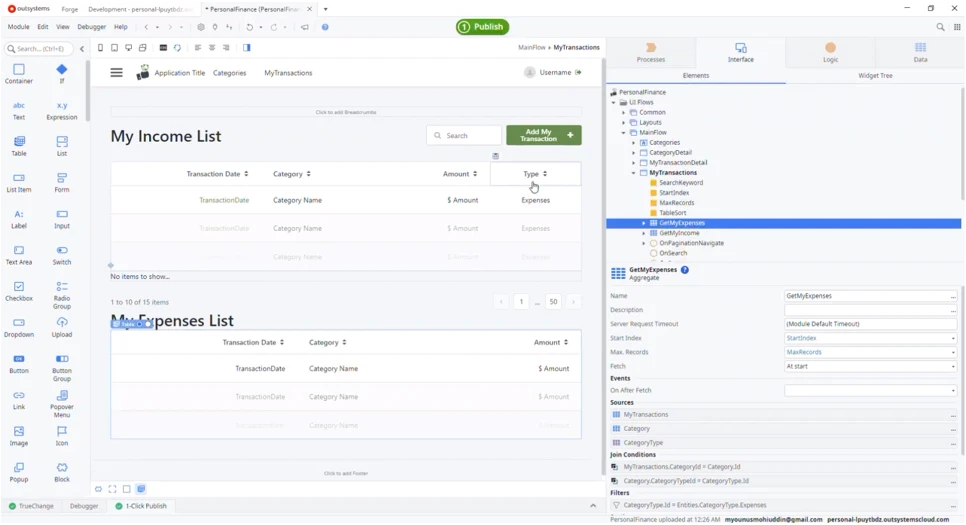 outsystems Forge Development - personal-lpuytbdz... * PersonalFinance (PersonalFinanc...
Module Edit View Debugger Help
1 Publish
Search... (Ctrl+E)
MainFlow ▸ MyTransactions
Processes Interface Logic Data
Elements Widget Tree
Container If
Text Expression
Table List
List Item Form
Label Input
Text Area Switch
Checkbox Radio Group
Dropdown Upload
Button Button Group
Link Popover Menu
Image Icon
Popup Block
Application Title Categories MyTransactions Username
Click to add Breadcrumbs
My Income List
Search
Add My Transaction +
Transaction Date Category Amount Type
TransactionDate Category Name $ Amount Expenses
TransactionDate Category Name $ Amount Expenses
Category Name
No items to show...
1 to 10 of 15 items
1 ... 50
My Expenses List
Table
Transaction Date Category Amount
TransactionDate Category Name $ Amount
TransactionDate Category Name $ Amount
TransactionDate Category Name $ Amount
Click to add Footer
PersonalFinance
UI Flows
Common
Layouts
MainFlow
Categories
CategoryDetail
MyTransactionDetail
MyTransactions
SearchKeyword
StartIndex
MaxRecords
TableSort
GetMyExpenses
GetMyIncome
OnPaginationNavigate
OnSearch
GetMyExpenses ?
Aggregate
Name GetMyExpenses
Description
Server Request Timeout (Module Default Timeout)
Start Index StartIndex
Max. Records MaxRecords
Fetch At start
Events
On After Fetch
Sources
MyTransactions
Category
CategoryType
Join Conditions
MyTransactions.CategoryId = Category.Id
Category.CategoryTypeId = CategoryType.Id
Filters
CategoryType.Id = Entities.CategoryType.Expenses
TrueChange Debugger 1-Click Publish
PersonalFinance uploaded at 12:26 AM myounusmohiuddin@gmail.com personal-lpuytbdz.outsystemscloud.com